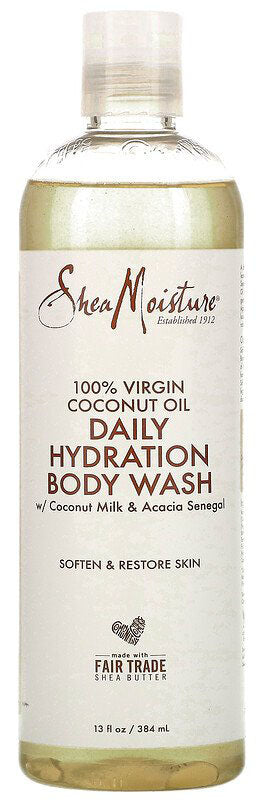 SheaMoisture®
Established 1912
100% VIRGIN
COCONUT OIL
DAILY
HYDRATION
BODY WASH
w/ Coconut Milk & Acacia Senegal
SOFTEN & RESTORE SKIN
made with
FAIR TRADE
SHEA BUTTER
13 fl oz / 384 mL